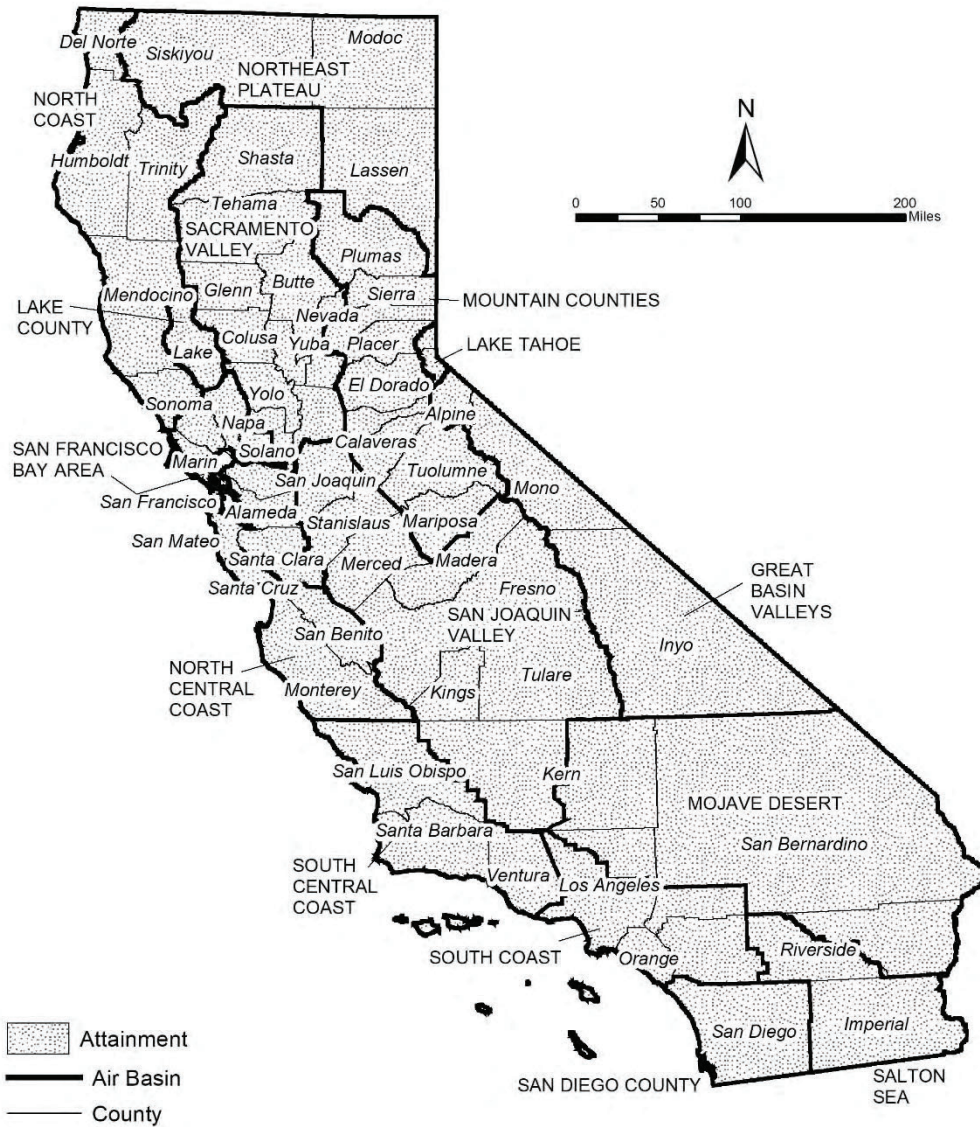 Del Norte
Siskiyou
Modoc
NORTHEAST
PLATEAU
NORTH
COAST
N
Humboldt
Trinity
Shasta
Lassen
0 50 100 200
Miles
Tehama
SACRAMENTO
VALLEY
Plumas
Mendocino
Glenn
Butte
Sierra
MOUNTAIN COUNTIES
LAKE
COUNTY
Nevada
Colusa
Yuba
Placer
LAKE TAHOE
Lake
El Dorado
Yolo
Sonoma
Alpine
Napa
SAN FRANCISCO
BAY AREA
Solano
Calaveras
Marin
Tuolumne
San Joaquin
Mono
San Francisco
Alameda
Stanislaus
Mariposa
San Mateo
Santa Clara
Merced
Madera
Santa Cruz
Fresno
GREAT
BASIN
VALLEYS
SAN JOAQUIN
VALLEY
San Benito
Inyo
NORTH
CENTRAL
COAST
Monterey
Kings
Tulare
San Luis Obispo
Kern
MOJAVE DESERT
Santa Barbara
San Bernardino
SOUTH
CENTRAL
COAST
Ventura
Los Angeles
SOUTH COAST
Orange
Riverside
San Diego
Imperial
SAN DIEGO COUNTY
SALTON
SEA
Attainment
Air Basin
County